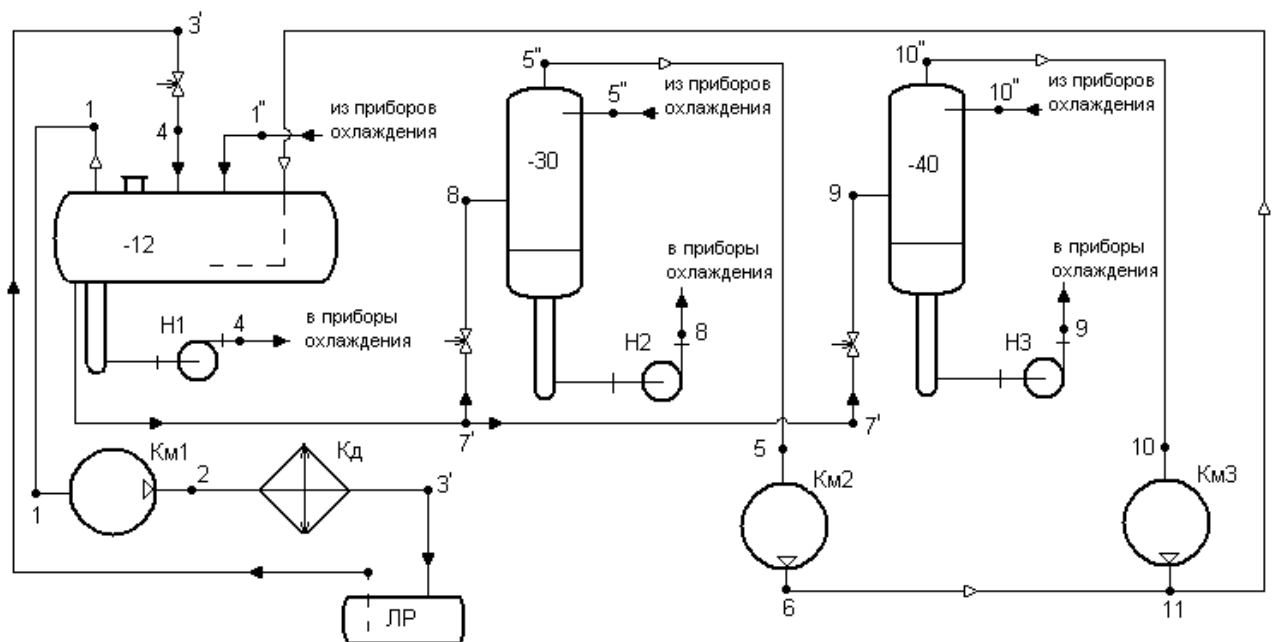 3'
5"
10"
из приборов
охлаждения
5"
из приборов
охлаждения
10"
из приборов
охлаждения
1
4
1"
-30
-40
8
9
-12
в приборы
охлаждения
в приборы
охлаждения
Н1
4
в приборы
охлаждения
Н2
8
Н3
9
7'
7'
Км1
2
Кд
3'
1
5
Км2
10
Км3
6
11
ЛР